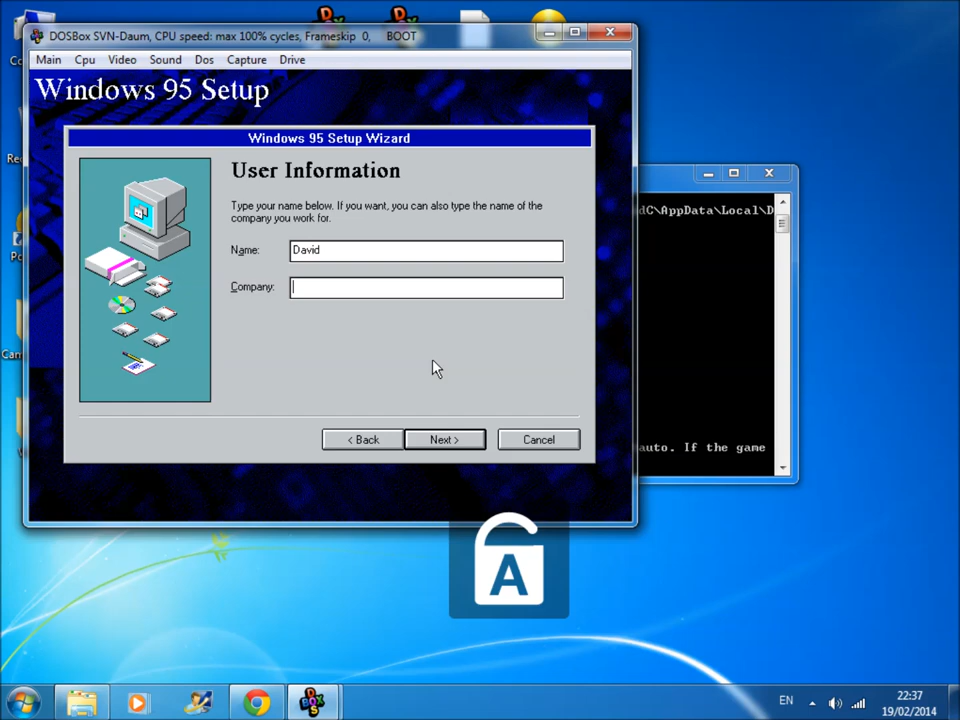 DOSBox SVN-Daum, CPU speed: max 100% cycles, Frameskip 0, BOOT
Main Cpu Video Sound Dos Capture Drive
Windows 95 Setup
Windows 95 Setup Wizard
User Information
Type your name below. If you want, you can also type the name of the
company you work for.
Name: David
Company:
< Back Next > Cancel
\AppData\Local\D
auto. If the game
A
EN
22:37
19/02/2014